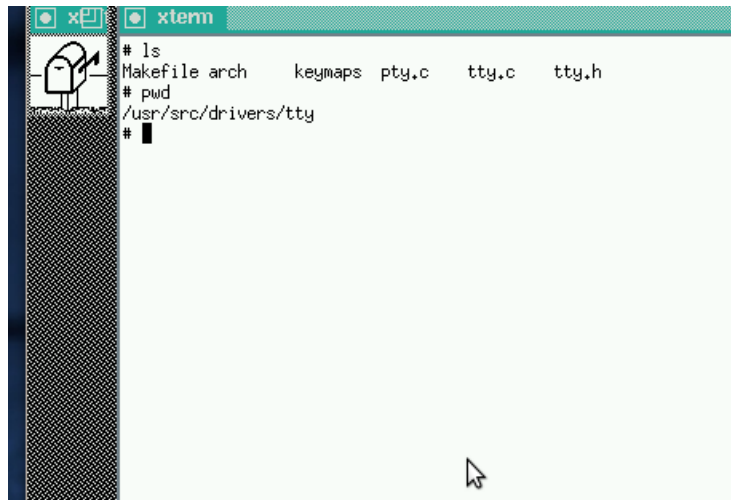 xterm
# ls
Makefile arch keymaps pty.c tty.c tty.h
# pwd
/usr/src/drivers/tty
#